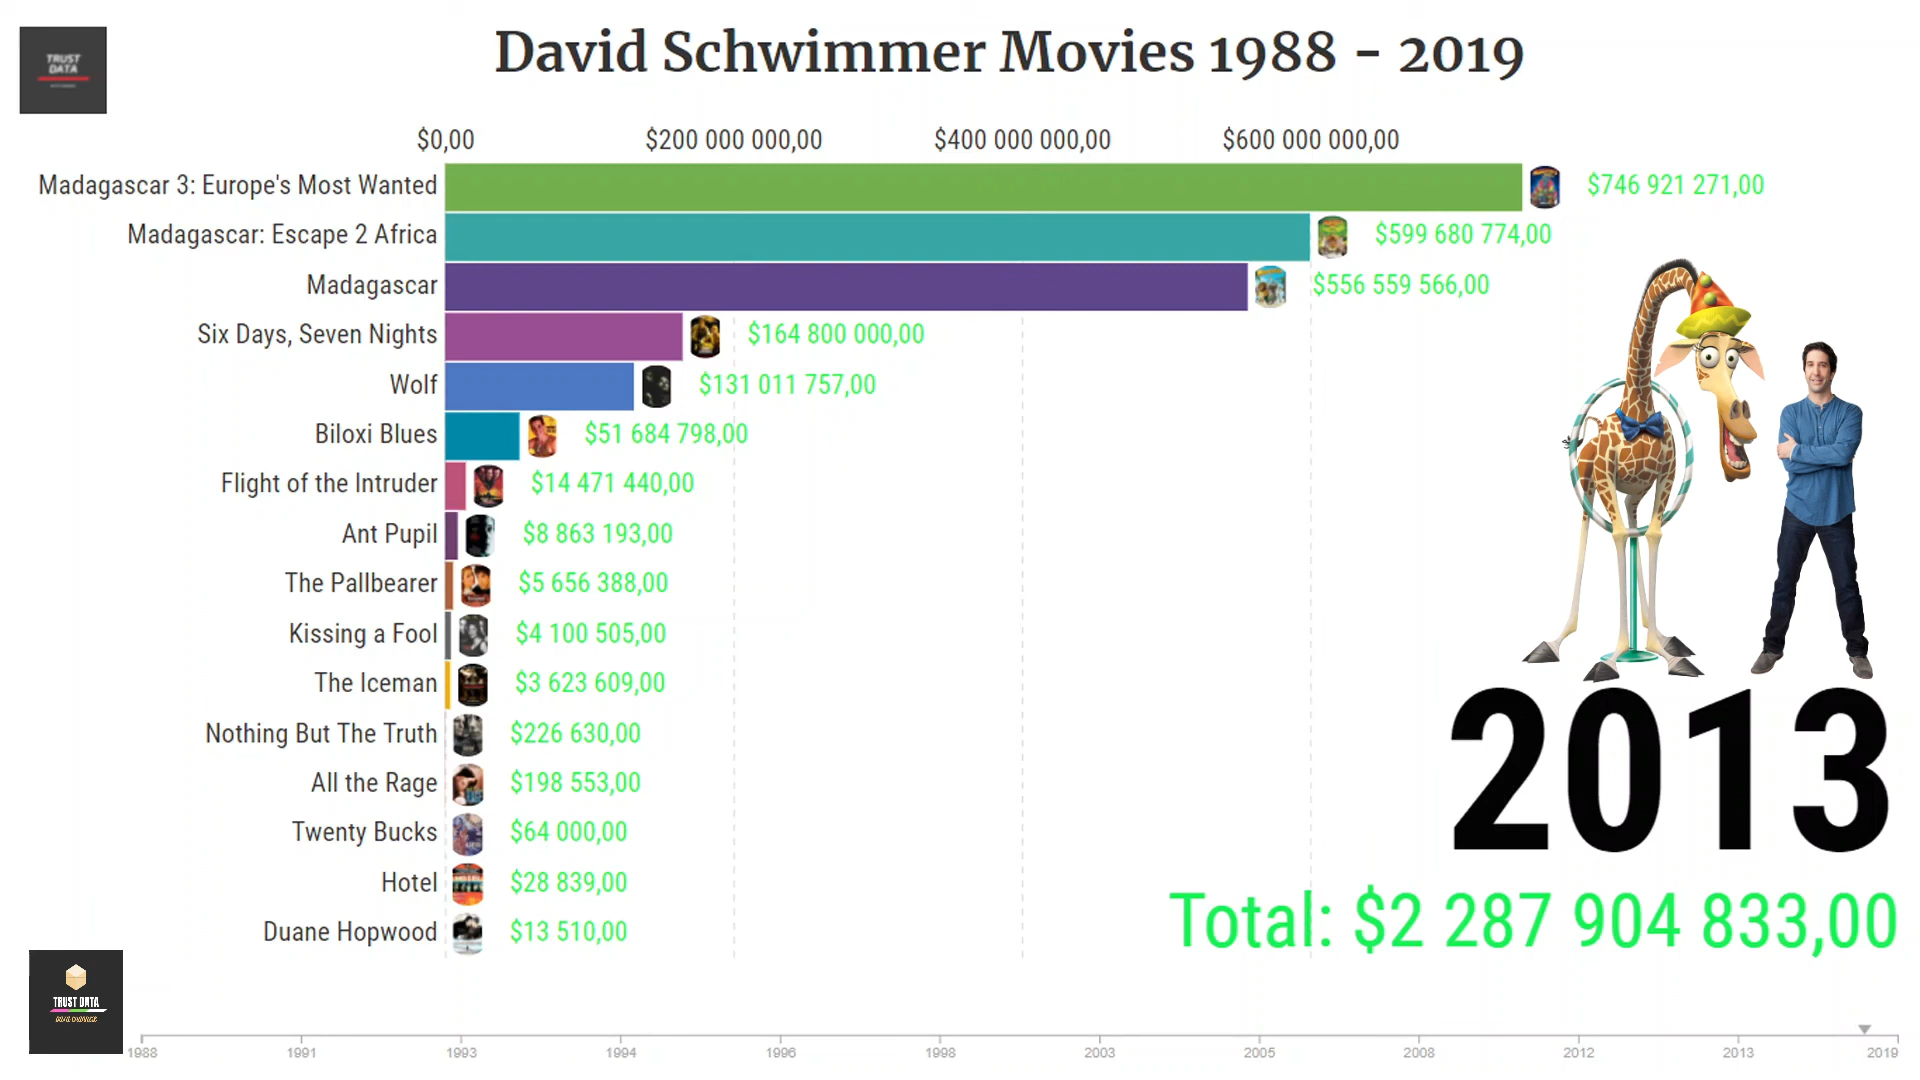 TRUST
DATA
David Schwimmer Movies 1988 - 2019
$0,00 $200 000 000,00 $400 000 000,00 $600 000 000,00
Madagascar 3: Europe's Most Wanted $746 921 271,00
Madagascar: Escape 2 Africa $599 680 774,00
Madagascar $556 559 566,00
Six Days, Seven Nights $164 800 000,00
Wolf $131 011 757,00
Biloxi Blues $51 684 798,00
Flight of the Intruder $14 471 440,00
Ant Pupil $8 863 193,00
The Pallbearer $5 656 388,00
Kissing a Fool $4 100 505,00
The Iceman $3 623 609,00
Nothing But The Truth $226 630,00
All the Rage $198 553,00
Twenty Bucks $64 000,00
Hotel $28 839,00
Duane Hopwood $13 510,00
2013
Total: $2 287 904 833,00
TRUST DATA
1988 1991 1993 1994 1996 1998 2003 2005 2008 2012 2013 2019